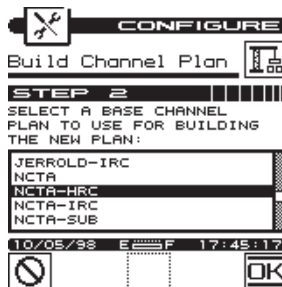 CONFIGURE
Build Channel Plan
STEP 2
SELECT A BASE CHANNEL
PLAN TO USE FOR BUILDING
THE NEW PLAN:
JERROLD-IRC
NCTA
NCTA-HRC
NCTA-IRC
NCTA-SUB
10/05/98 E F 17:45:17
OK